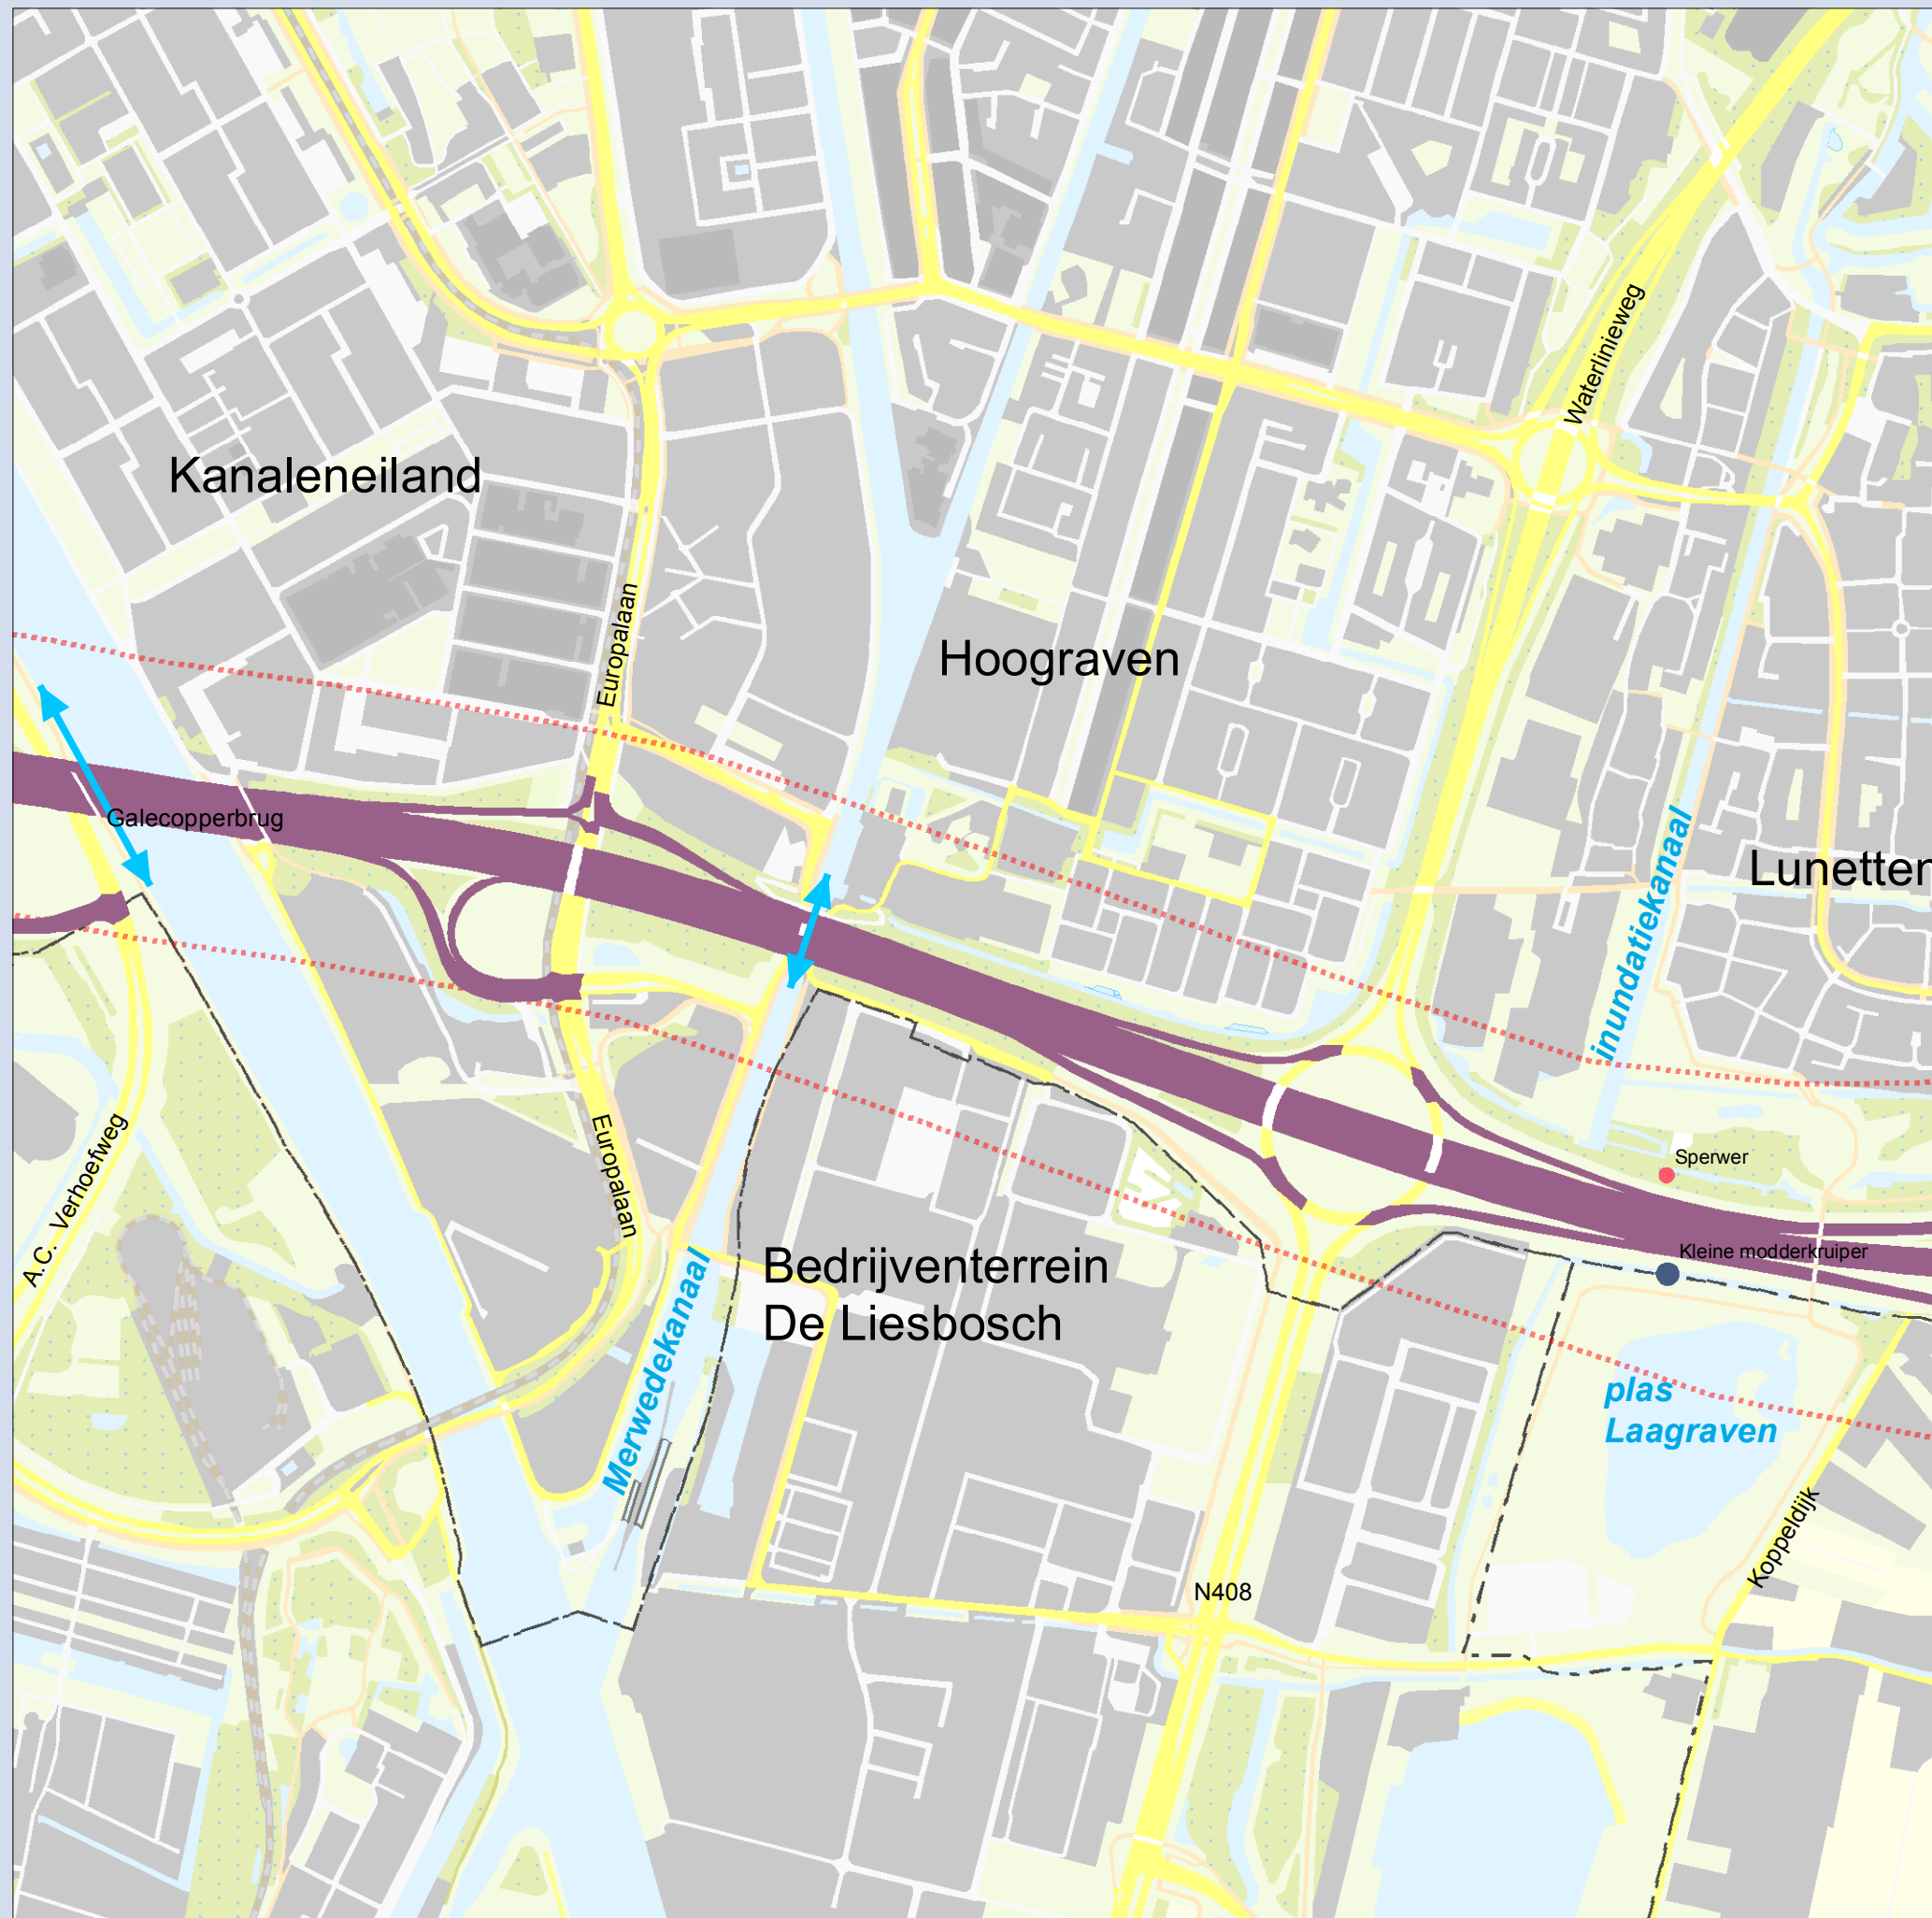 Waterlinieweg
Kanaleneiland
Europalaan
Hoograven
Galecopperbrug
inundatiekanaal
Lunetten
A.C. Verhoefweg
Europalaan
Sperwer
Kleine modderkruiper
Bedrijventerrein
De Liesbosch
Merwedekanaal
plas
Laagraven
Koppeldijk
N408